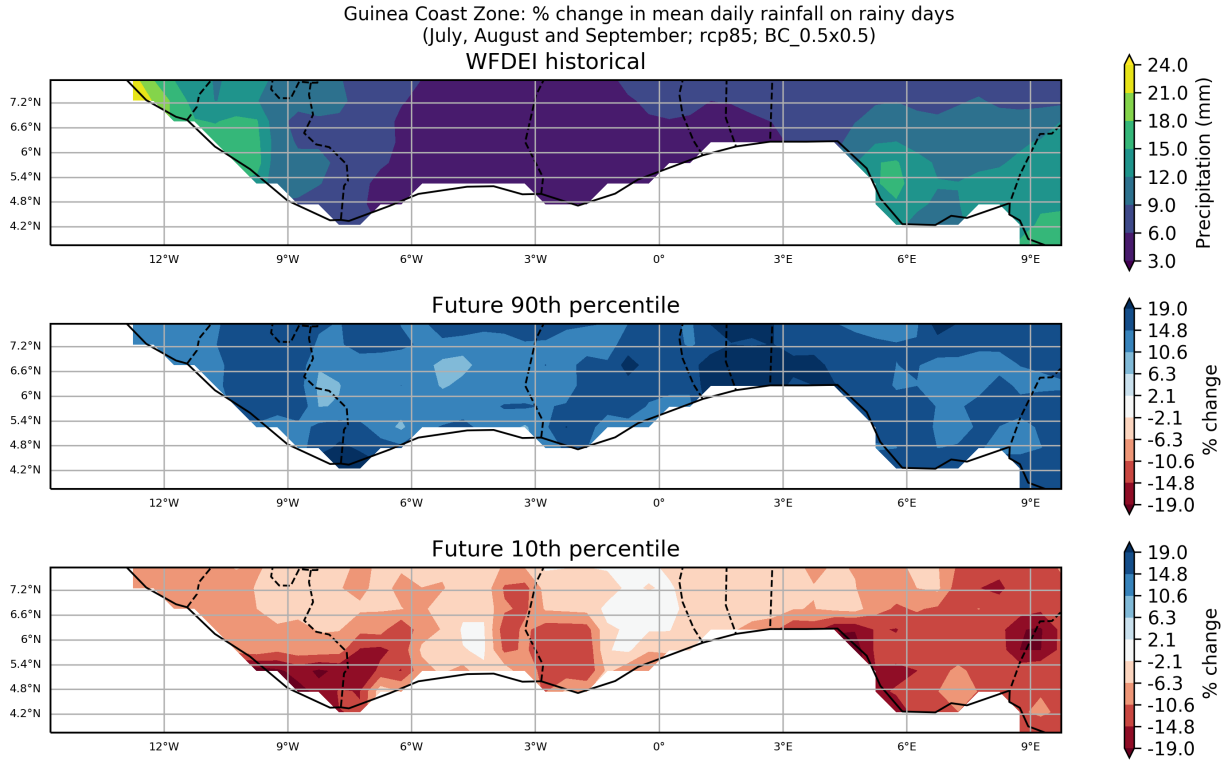 Guinea Coast Zone: % change in mean daily rainfall on rainy days
(July, August and September; rcp85; BC_0.5x0.5)
WFDEI historical
7.2°N
6.6°N
6°N
5.4°N
4.8°N
4.2°N
12°W 9°W 6°W 3°W 0° 3°E 6°E 9°E
24.0
21.0
18.0
15.0
12.0
9.0
6.0
3.0
Precipitation (mm)
Future 90th percentile
7.2°N
6.6°N
6°N
5.4°N
4.8°N
4.2°N
12°W 9°W 6°W 3°W 0° 3°E 6°E 9°E
19.0
14.8
10.6
6.3
2.1
-2.1
-6.3
-10.6
-14.8
-19.0
% change
Future 10th percentile
7.2°N
6.6°N
6°N
5.4°N
4.8°N
4.2°N
12°W 9°W 6°W 3°W 0° 3°E 6°E 9°E
19.0
14.8
10.6
6.3
2.1
-2.1
-6.3
-10.6
-14.8
-19.0
% change